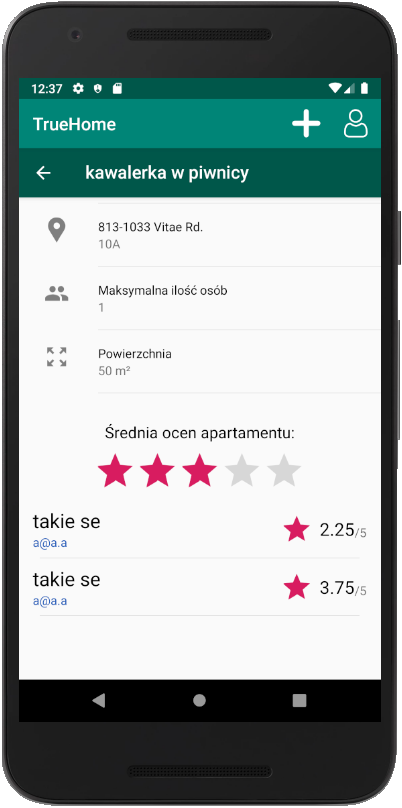 12:37
TrueHome
kawalerka w piwnicy
813-1033 Vitae Rd.
10A
Maksymalna ilość osób
1
Powierzchnia
50 m²
Średnia ocen apartamentu:
takie se
2.25/5
a@a.a
takie se
3.75/5
a@a.a